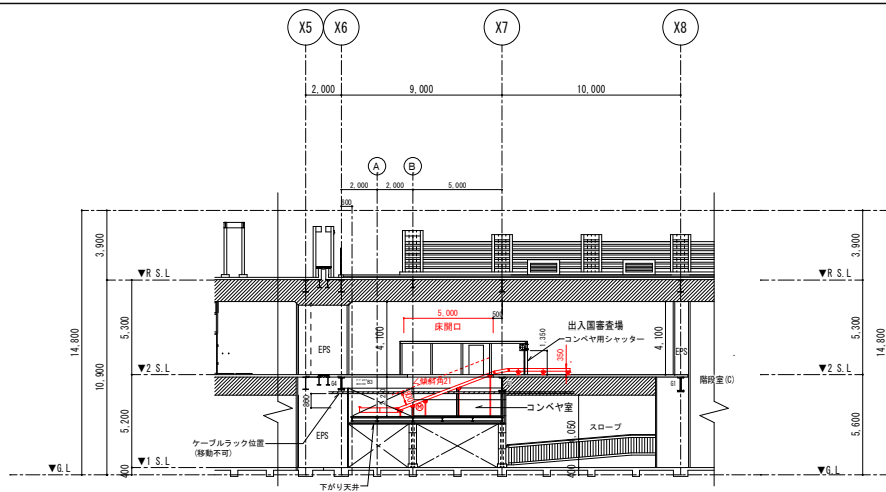 X5
X6
X7
X8
2,000
9,000
10,000
A
B
2,000
2,000
5,000
500
3,900
3,900
▼R S.L
▼R S.L
5,000
500
床開口
出入国審査場
コンベヤ用シャッター
1,350
350
4,100
4,100
5,300
5,300
14,800
14,800
10,900
EPS
EPS
▼2 S.L
▼2 S.L
傾斜角21
G4
B3
G1
階段室(C)
880
コンベヤ室
スロープ
5,200
5,600
ケーブルラック位置
(移動不可)
EPS
400
400
▼1 S.L
▼G.L
▼G.L
下がり天井